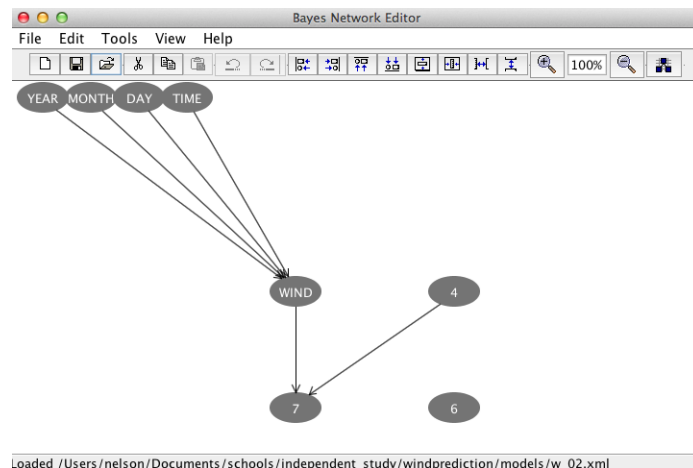 Bayes Network Editor
File Edit Tools View Help
100%
YEAR MONTH DAY TIME
WIND 4
7 6
Loaded /Users/nelson/Documents/schools/independent_study/windprediction/models/w_02.xml